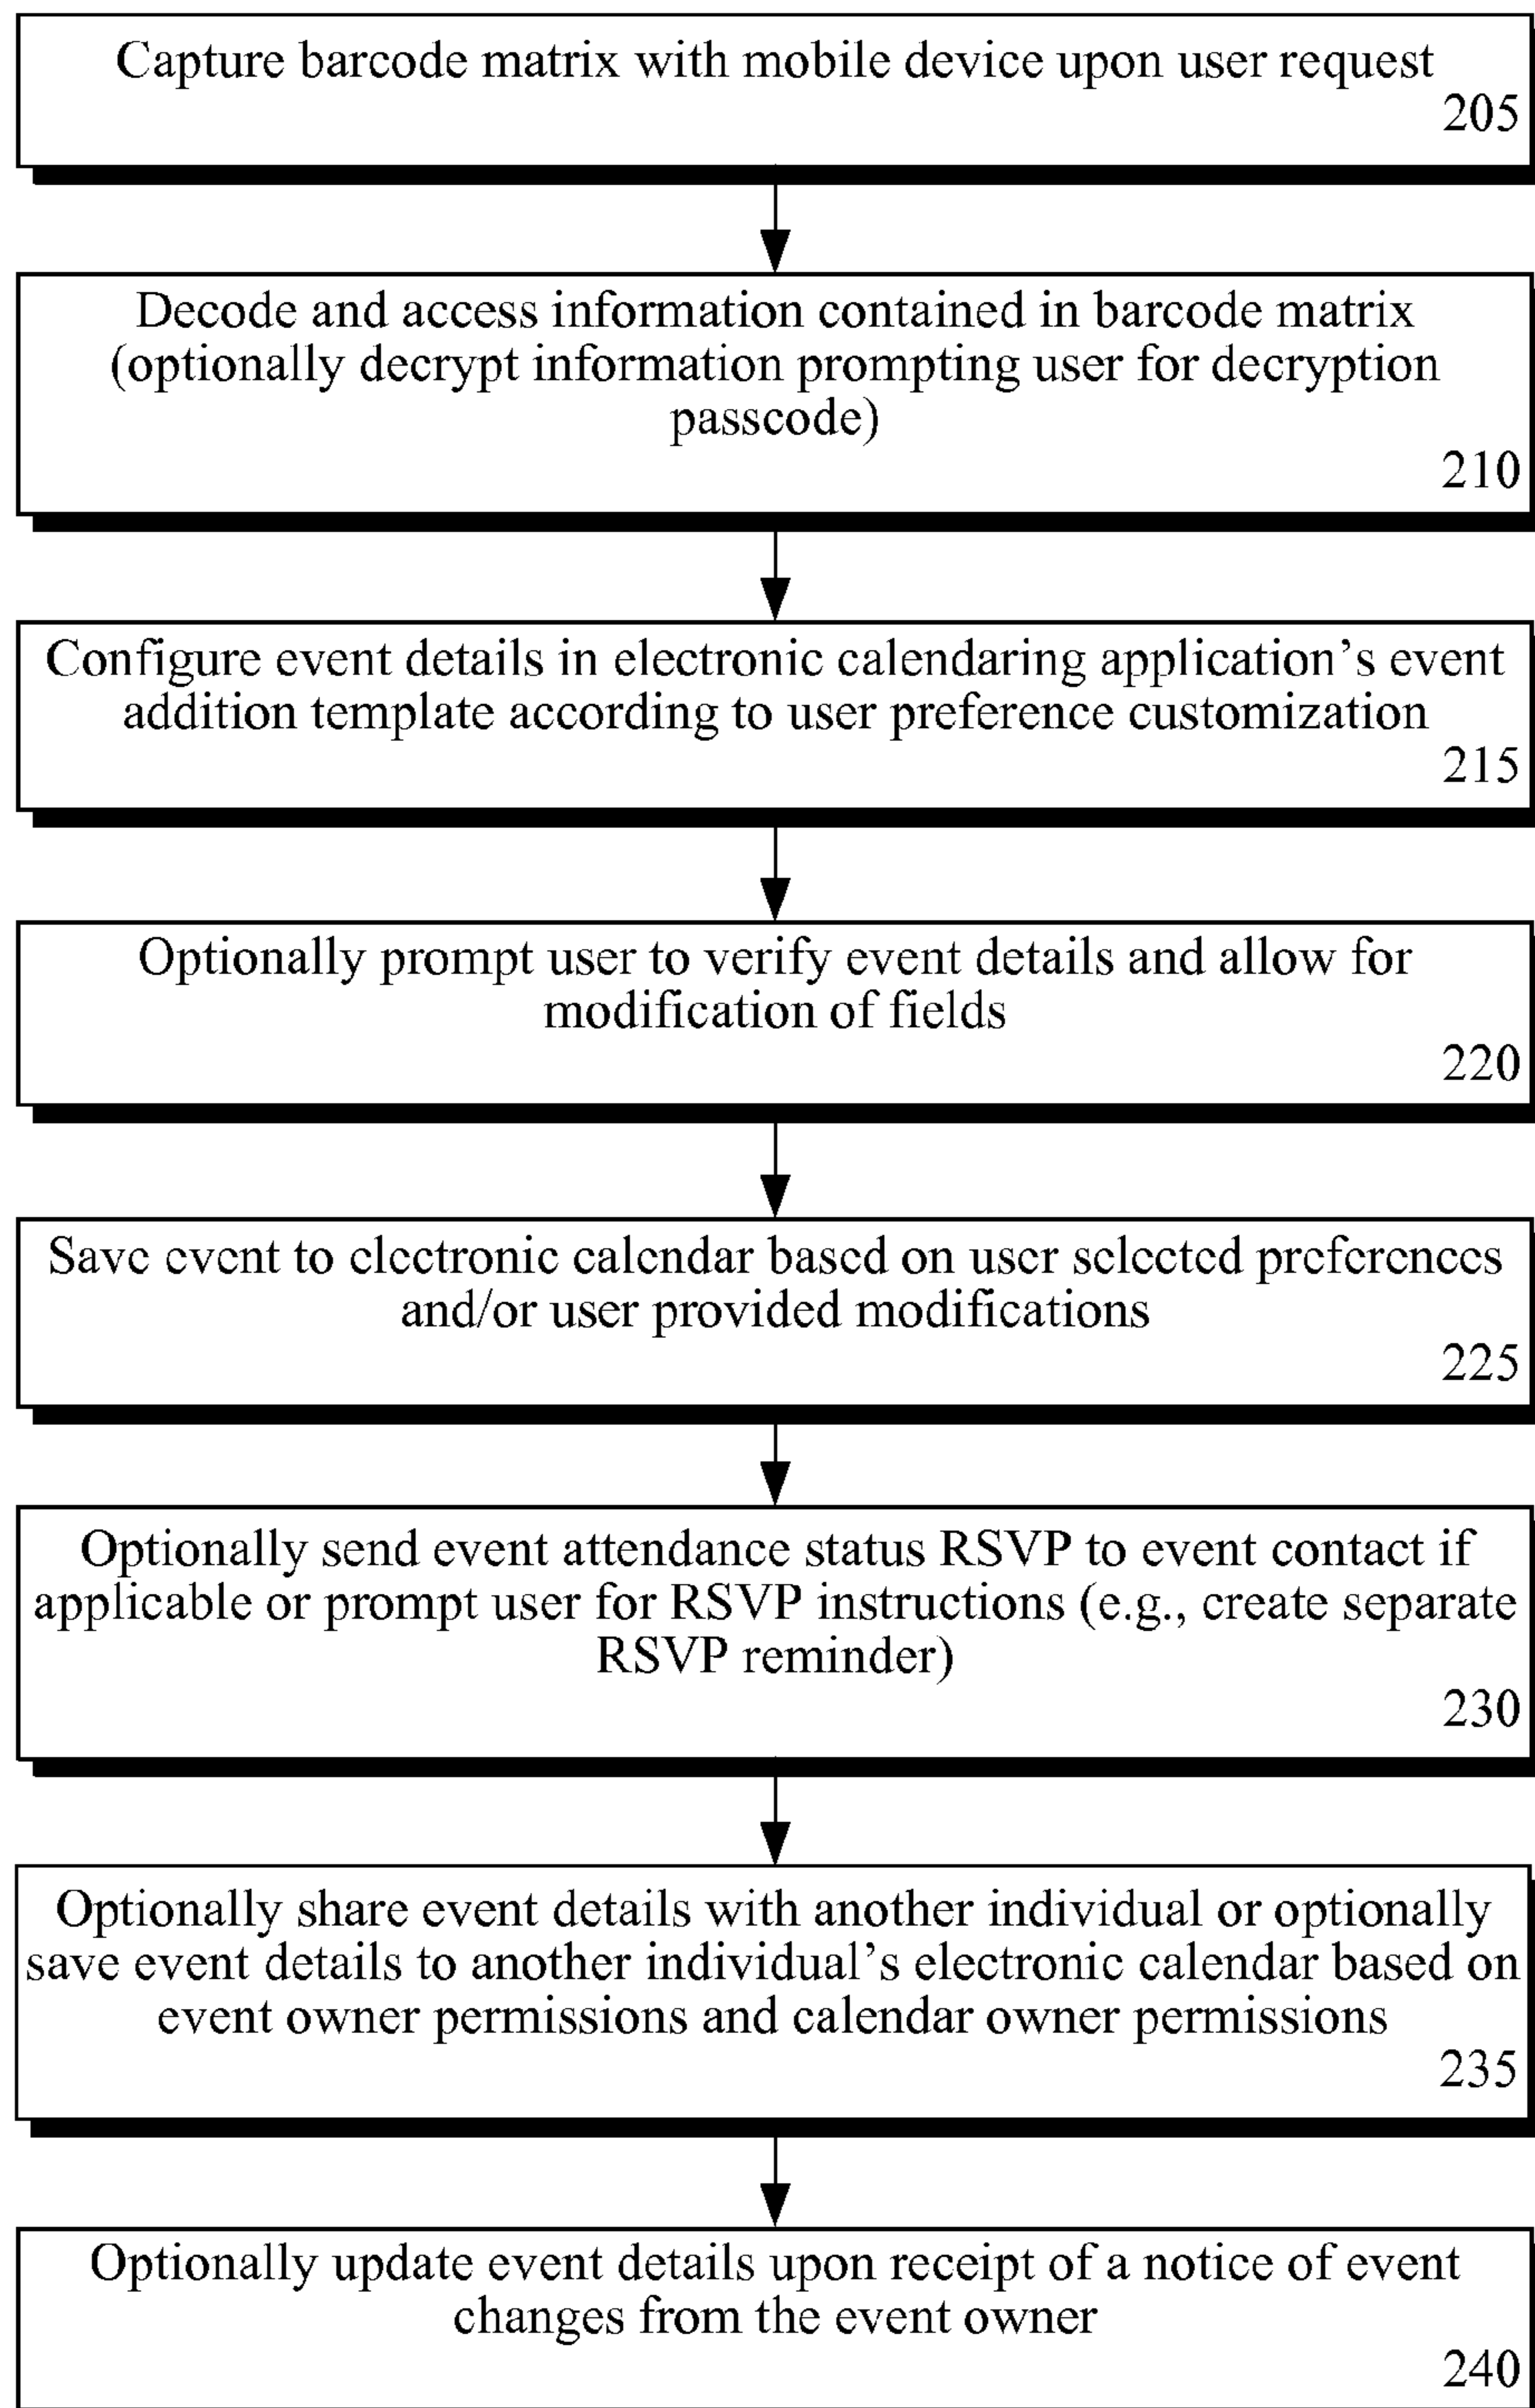 Capture barcode matrix with mobile device upon user request
205
Decode and access information contained in barcode matrix
(optionally decrypt information prompting user for decryption
passcode)
210
Configure event details in electronic calendaring application’s event
addition template according to user preference customization
215
Optionally prompt user to verify event details and allow for
modification of fields
220
Save event to electronic calendar based on user selected preferences
and/or user provided modifications
225
Optionally send event attendance status RSVP to event contact if
applicable or prompt user for RSVP instructions (e.g., create separate
RSVP reminder)
230
Optionally share event details with another individual or optionally
save event details to another individual’s electronic calendar based on
event owner permissions and calendar owner permissions
235
Optionally update event details upon receipt of a notice of event
changes from the event owner
240